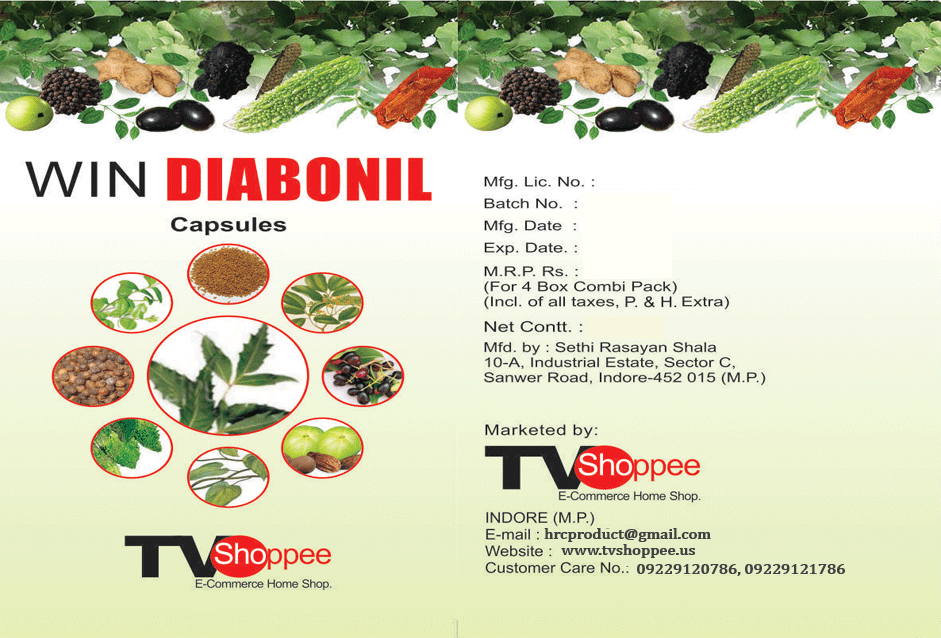 WIN DIABONIL
Capsules
TV Shoppee
E-Commerce Home Shop.
Mfg. Lic. No. :
Batch No. :
Mfg. Date :
Exp. Date. :
M.R.P. Rs. :
(For 4 Box Combi Pack)
(Incl. of all taxes, P. & H. Extra)
Net Contt. :
Mfd. by : Sethi Rasayan Shala
10-A, Industrial Estate, Sector C,
Sanwer Road, Indore-452 015 (M.P.)
Marketed by:
TV Shoppee
E-Commerce Home Shop.
INDORE (M.P.)
E-mail : hrcproduct@gmail.com
Website : www.tvshoppee.us
Customer Care No.: 09229120786, 09229121786